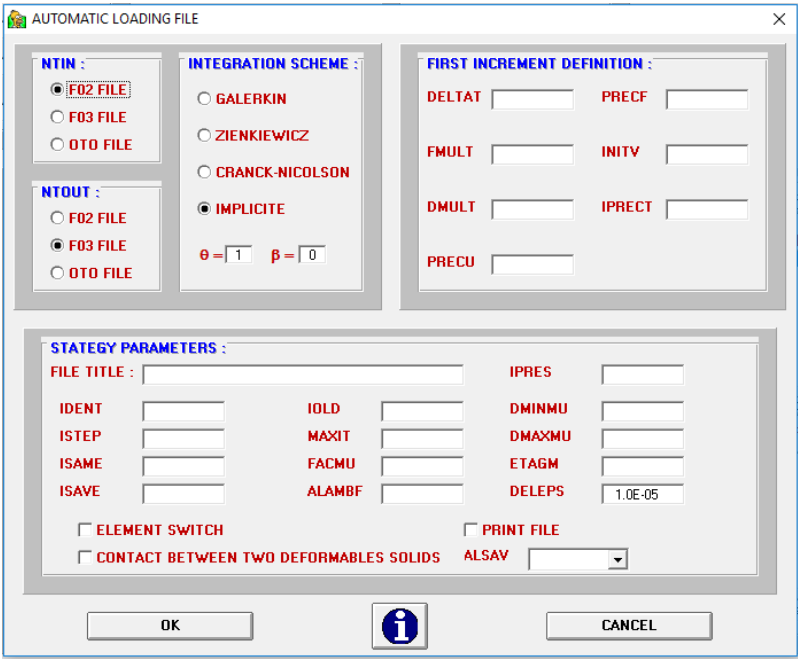 AUTOMATIC LOADING FILE
NTIN :
F02 FILE
F03 FILE
OTO FILE
NTOUT :
F02 FILE
F03 FILE
OTO FILE
INTEGRATION SCHEME :
GALERKIN
ZIENKIEWICZ
CRANCK-NICOLSON
IMPLICITE
θ = 1 β = 0
FIRST INCREMENT DEFINITION :
DELTAT PRECF
FMULT INITV
DMULT IPRECT
PRECU
STATEGY PARAMETERS :
FILE TITLE : IPRES
IDENT IOLD DMINMU
ISTEP MAXIT DMAXMU
ISAME FACMU ETAGM
ISAVE ALAMBF DELEPS 1.0E-05
ELEMENT SWITCH PRINT FILE
CONTACT BETWEEN TWO DEFORMABLES SOLIDS ALSAV
OK CANCEL